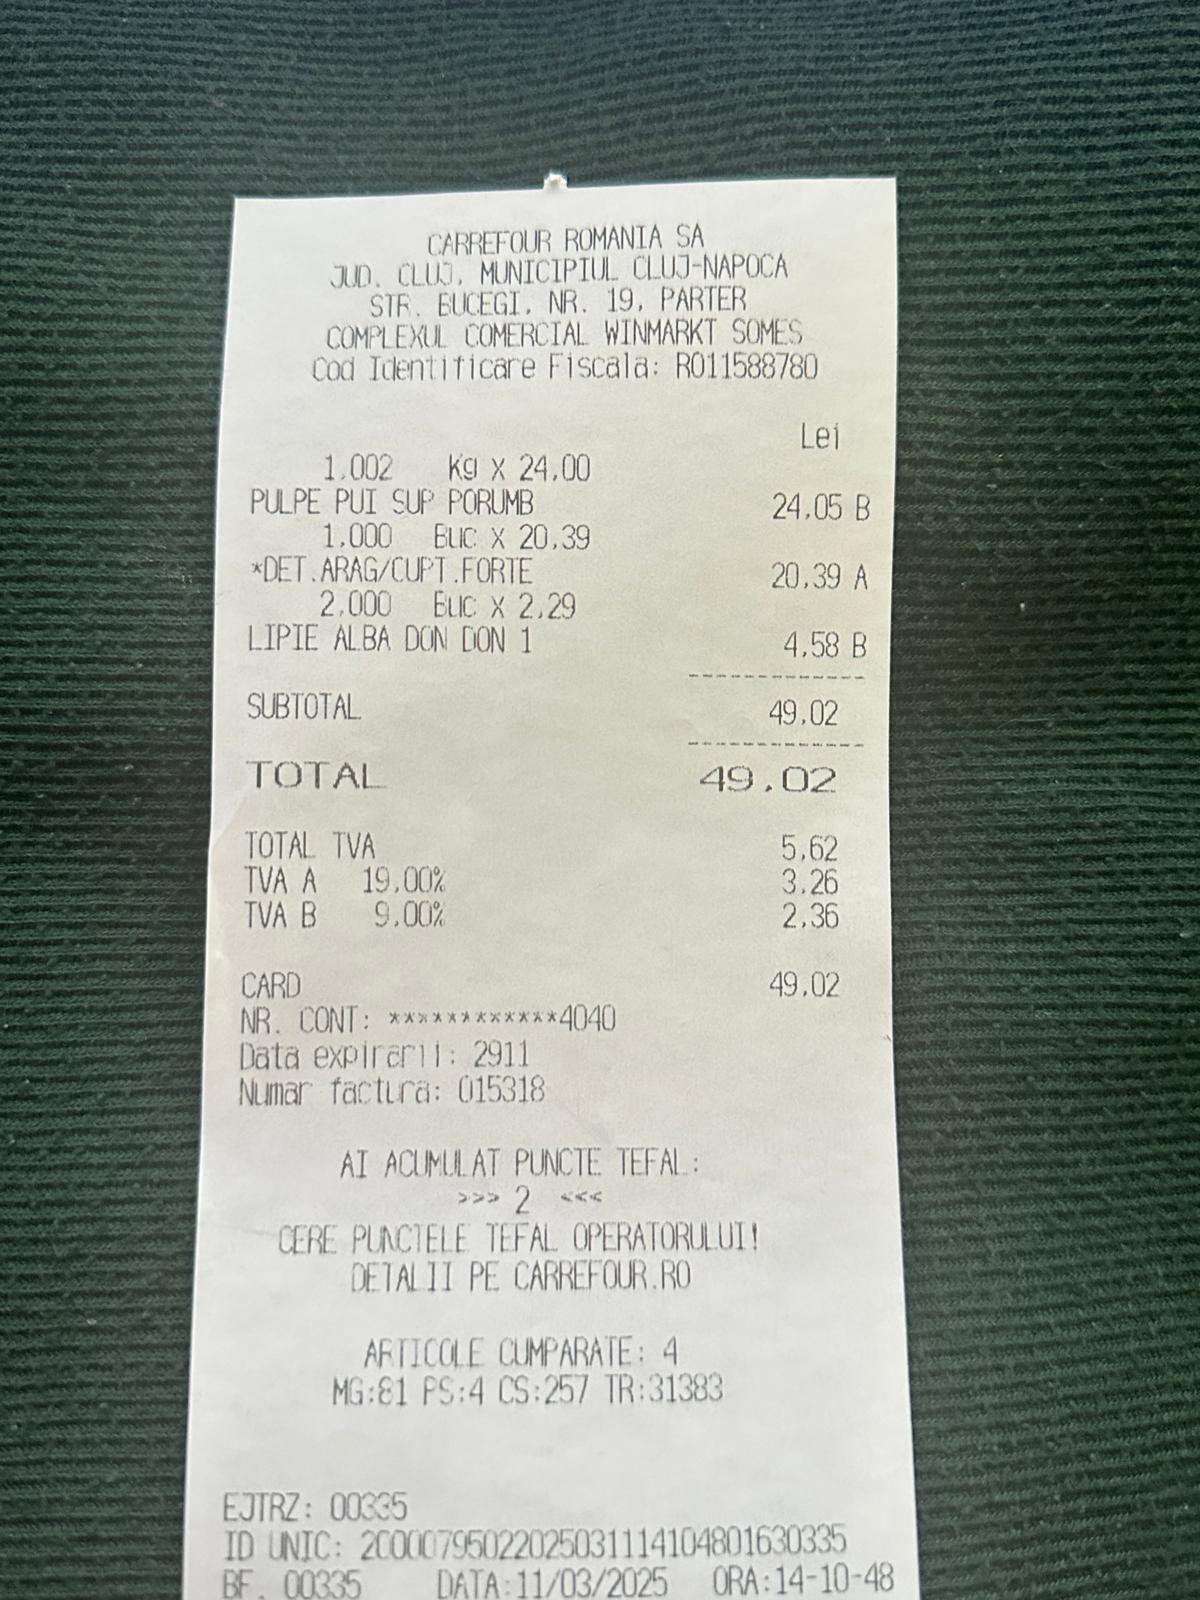 CARREFOUR ROMANIA SA
JUD. CLUJ, MUNICIPIUL CLUJ-NAPOCA
STR. BUCEGI, NR. 19, PARTER
COMPLEXUL COMERCIAL WINMARKT SOMES
Cod Identificare Fiscala: RO11588780
Lei
1,002 Kg X 24,00
PULPE PUI SUP PORUMB 24,05 B
1,000 BUC X 20,39
*DET.ARAG/CUPT.FORTE 20,39 A
2,000 BUC X 2,29
LIPIE ALBA DON DON 1 4,58 B
SUBTOTAL 49,02
TOTAL 49,02
TOTAL TVA 5,62
TVA A 19,00% 3,26
TVA B 9,00% 2,36
CARD 49,02
NR. CONT: ************4040
Data expirarii: 2911
Numar factura: 015318
AI ACUMULAT PUNCTE TEFAL:
>>> 2 <<<
CERE PUNCTELE TEFAL OPERATORULUI!
DETALII PE CARREFOUR.RO
ARTICOLE CUMPARATE: 4
MG:81 PS:4 CS:257 TR:31383
EJTRZ: 00335
ID UNIC: 2000079502202503111410480163​0335
BF. 00335 DATA:11/03/2025 ORA:14-10-48